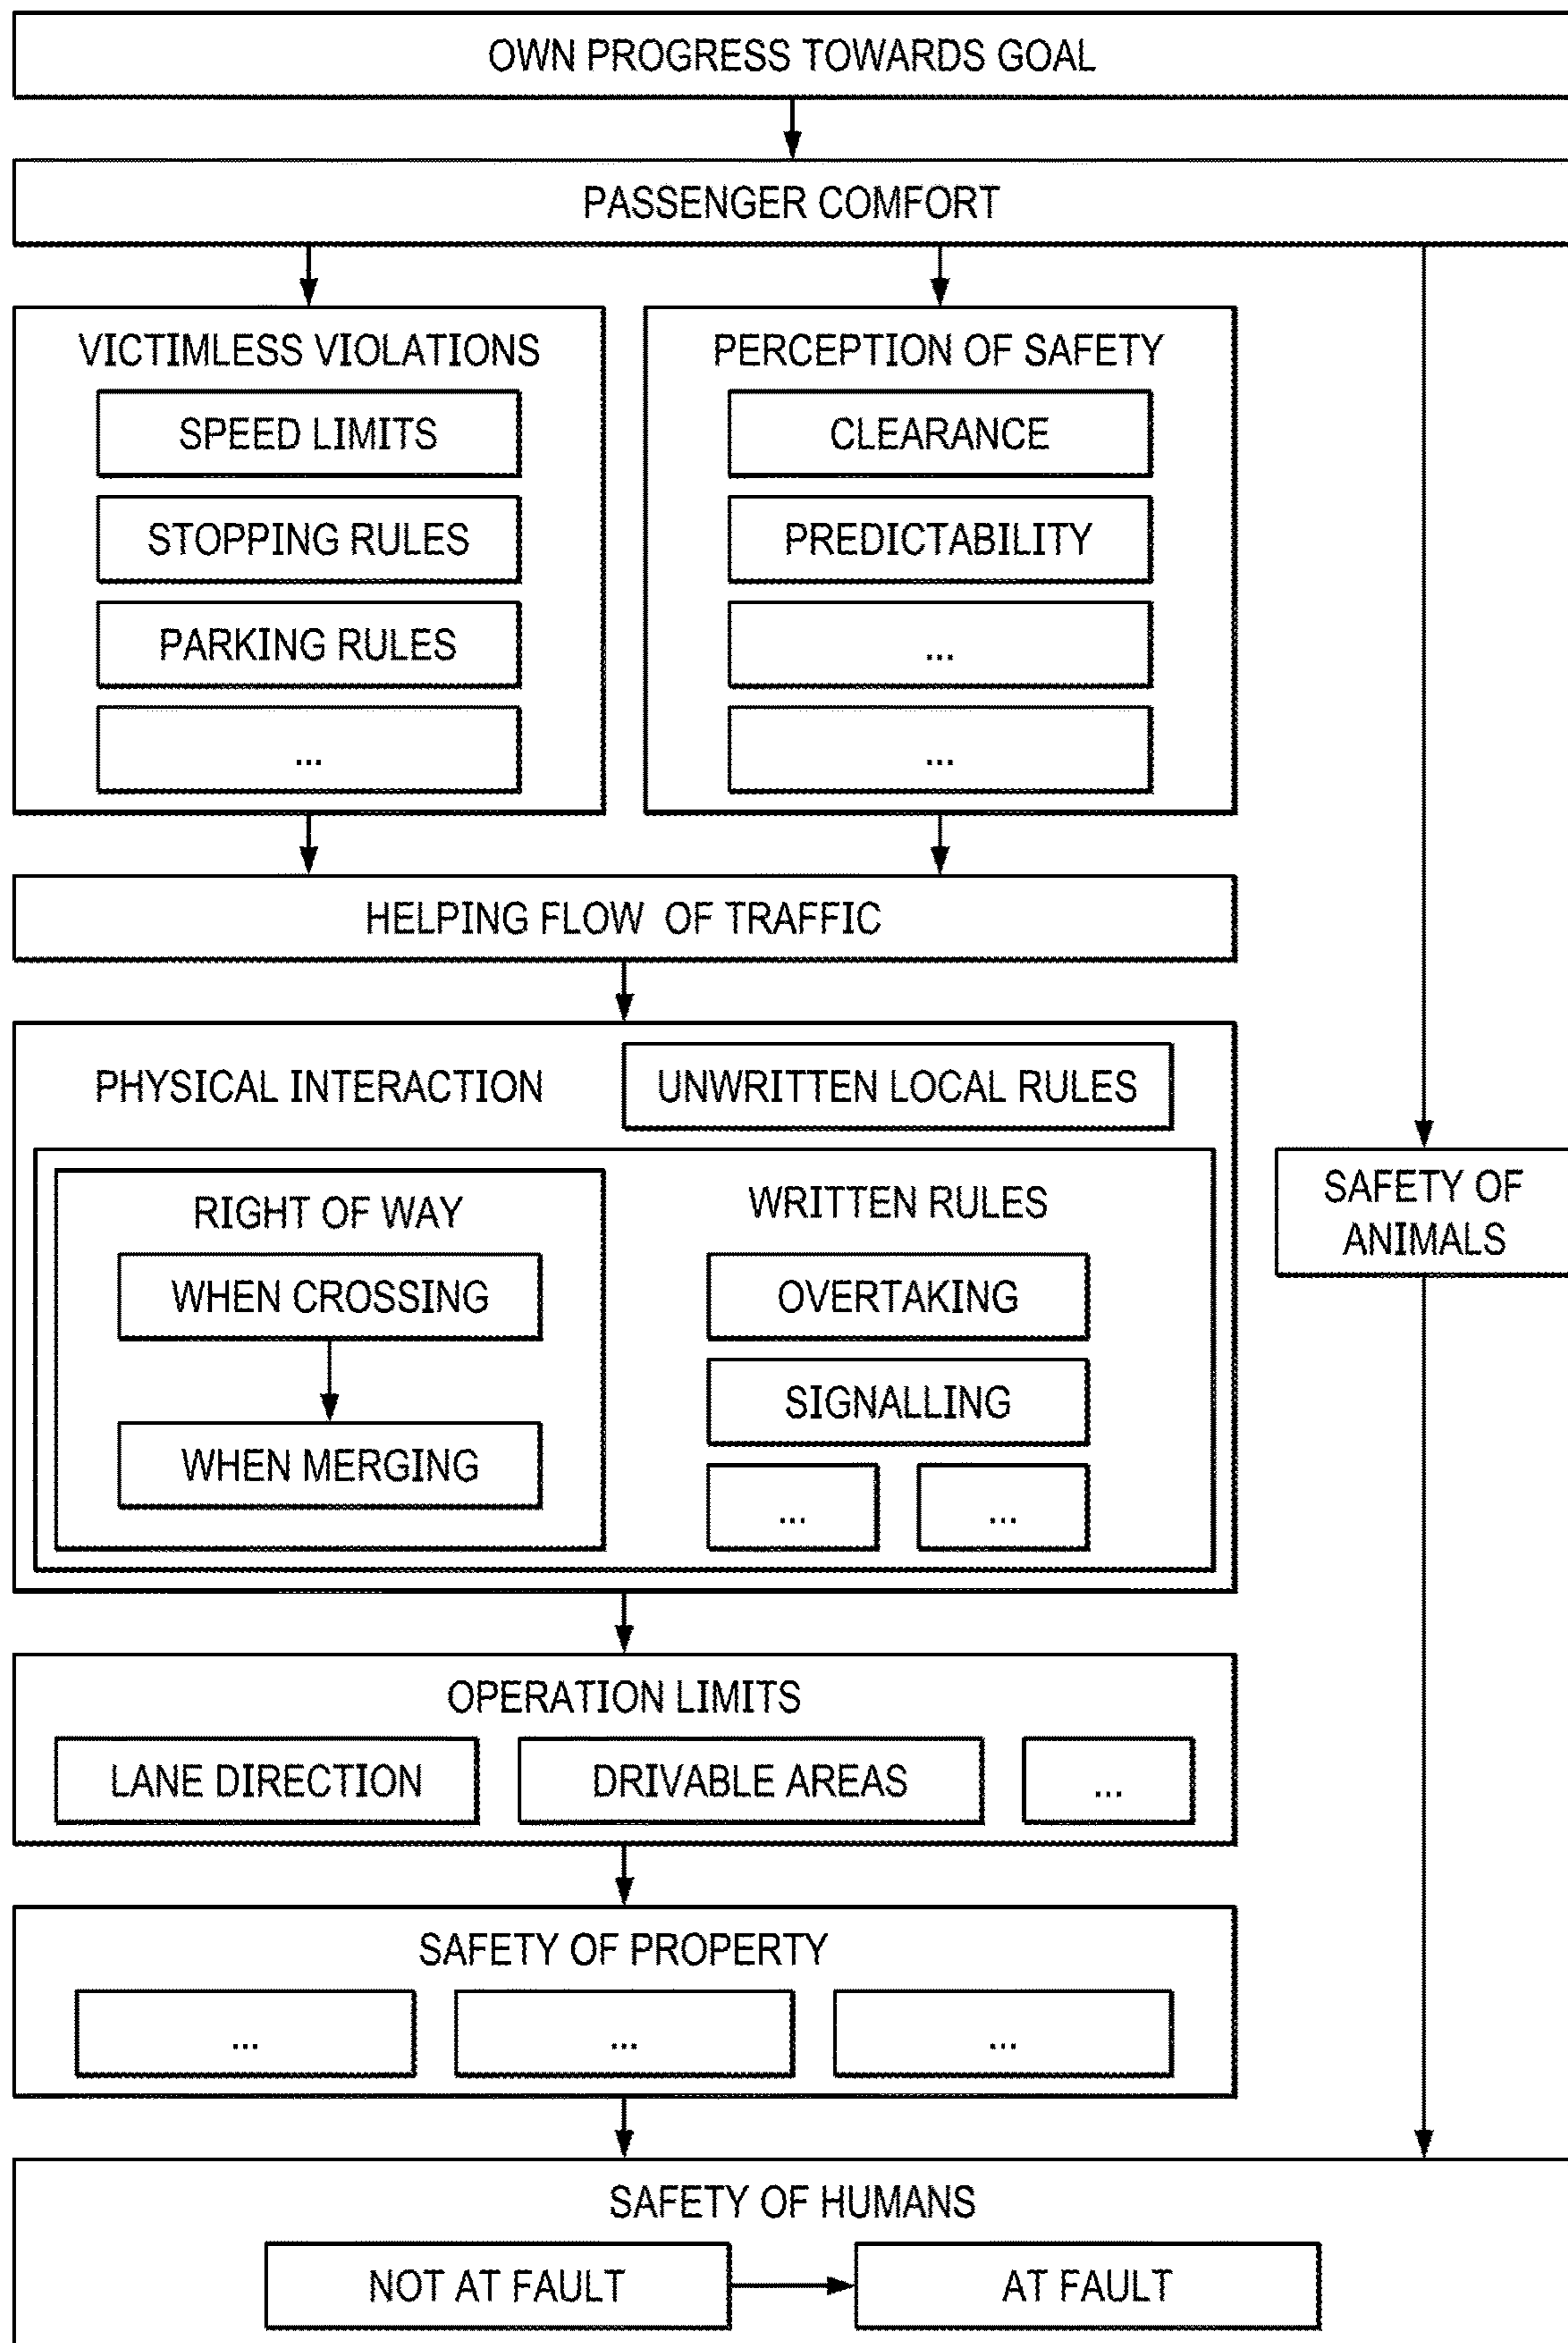 OWN PROGRESS TOWARDS GOAL
PASSENGER COMFORT
VICTIMLESS VIOLATIONS
SPEED LIMITS
STOPPING RULES
PARKING RULES
...
PERCEPTION OF SAFETY
CLEARANCE
PREDICTABILITY
...
...
HELPING FLOW OF TRAFFIC
PHYSICAL INTERACTION
UNWRITTEN LOCAL RULES
RIGHT OF WAY
WHEN CROSSING
WHEN MERGING
WRITTEN RULES
OVERTAKING
SIGNALLING
...
...
SAFETY OF
ANIMALS
OPERATION LIMITS
LANE DIRECTION
DRIVABLE AREAS
...
SAFETY OF PROPERTY
...
...
...
SAFETY OF HUMANS
NOT AT FAULT
AT FAULT